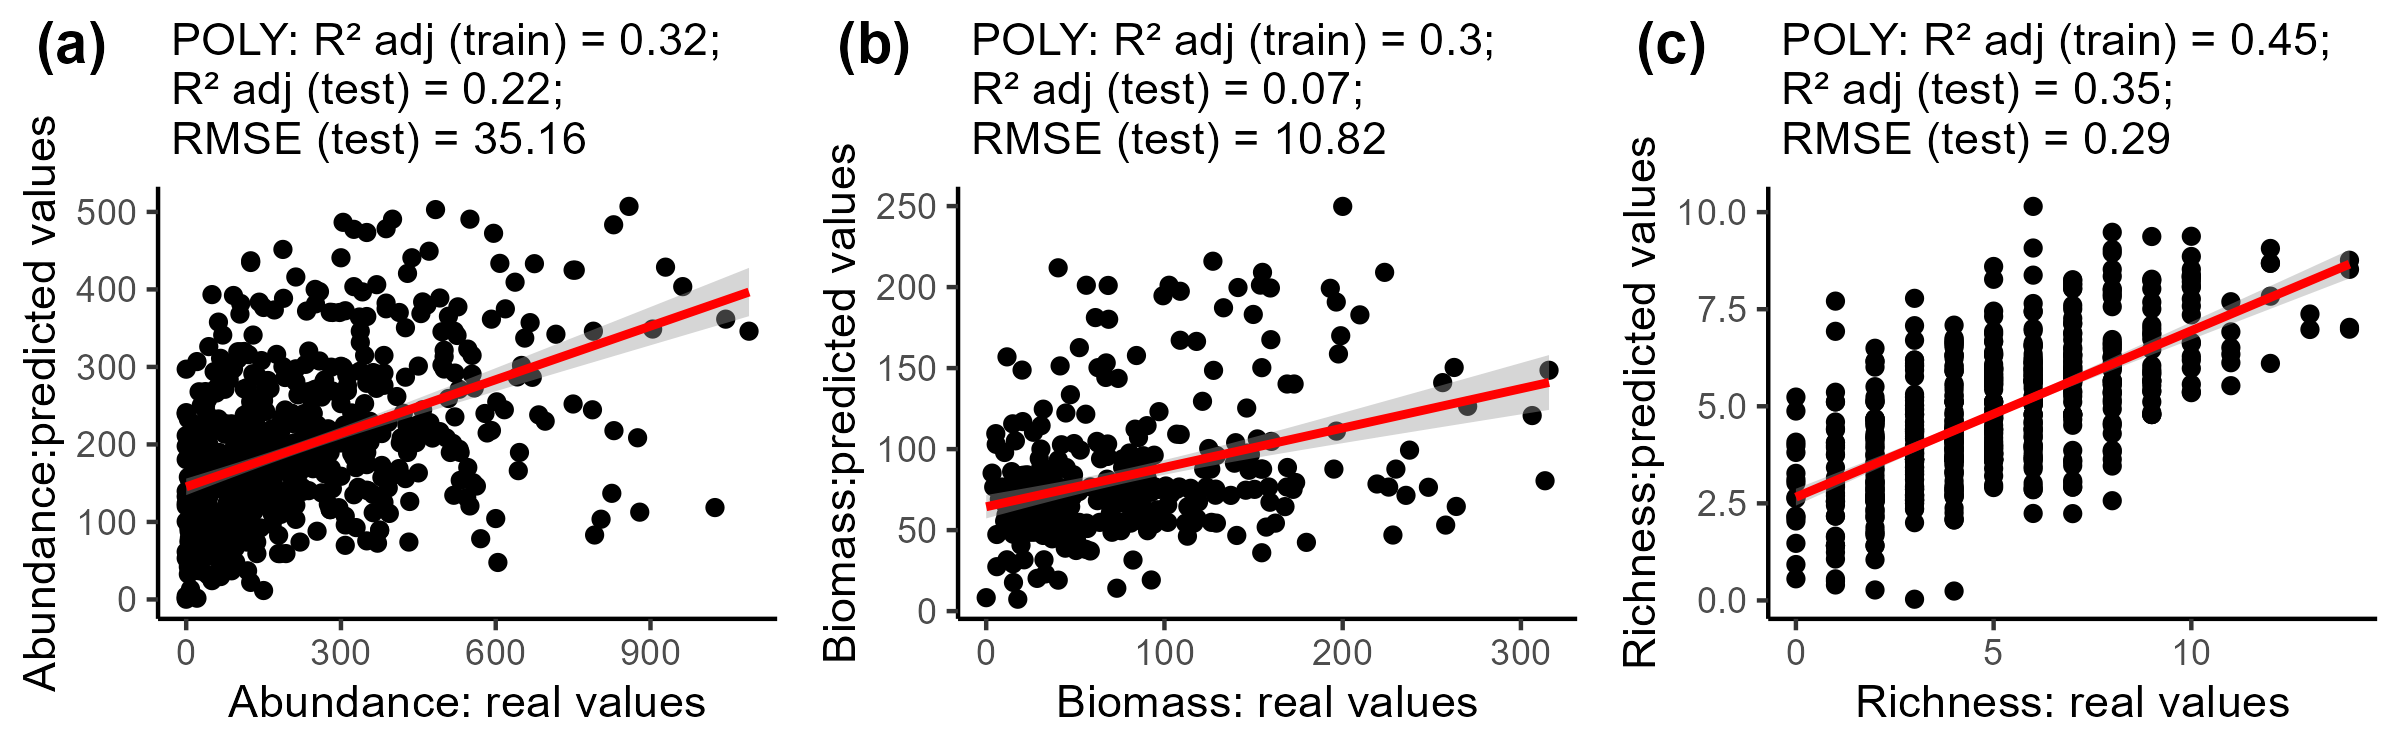 (a)
POLY: R² adj (train) = 0.32;
R² adj (test) = 0.22;
RMSE (test) = 35.16
Abundance:predicted values
500
400
300
200
100
0
0 300 600 900
Abundance: real values
(b)
POLY: R² adj (train) = 0.3;
R² adj (test) = 0.07;
RMSE (test) = 10.82
Biomass:predicted values
250
200
150
100
50
0
0 100 200 300
Biomass: real values
(c)
POLY: R² adj (train) = 0.45;
R² adj (test) = 0.35;
RMSE (test) = 0.29
Richness:predicted values
10.0
7.5
5.0
2.5
0.0
0 5 10
Richness: real values